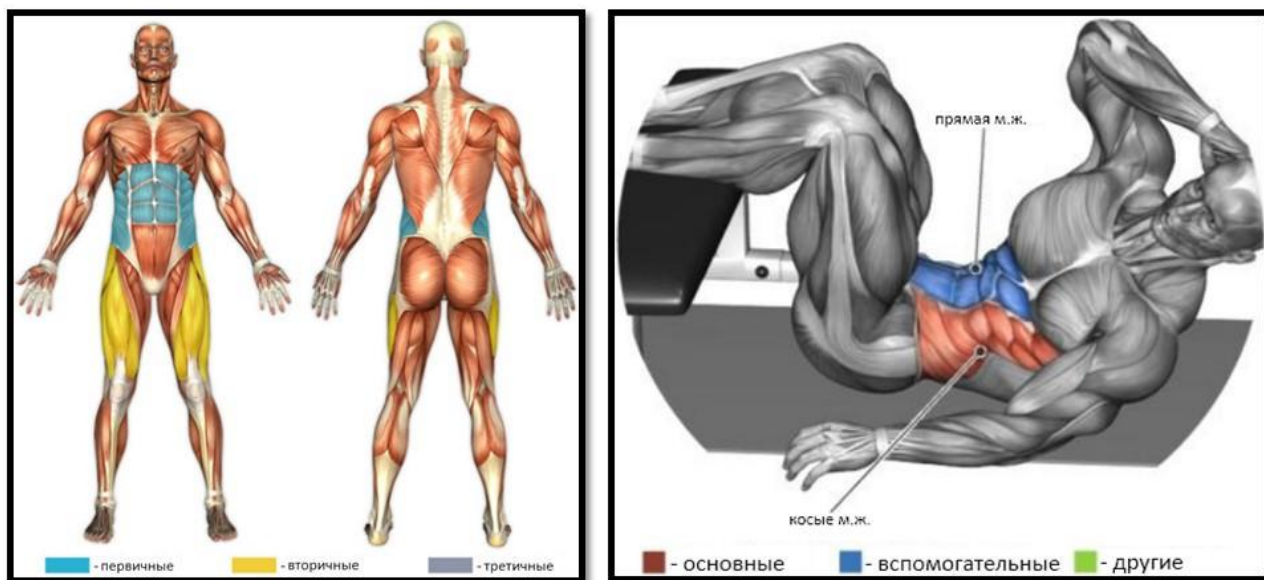 - первичные
- вторичные
- третичные
прямая м.ж.
косые м.ж.
- основные
- вспомогательные
- другие